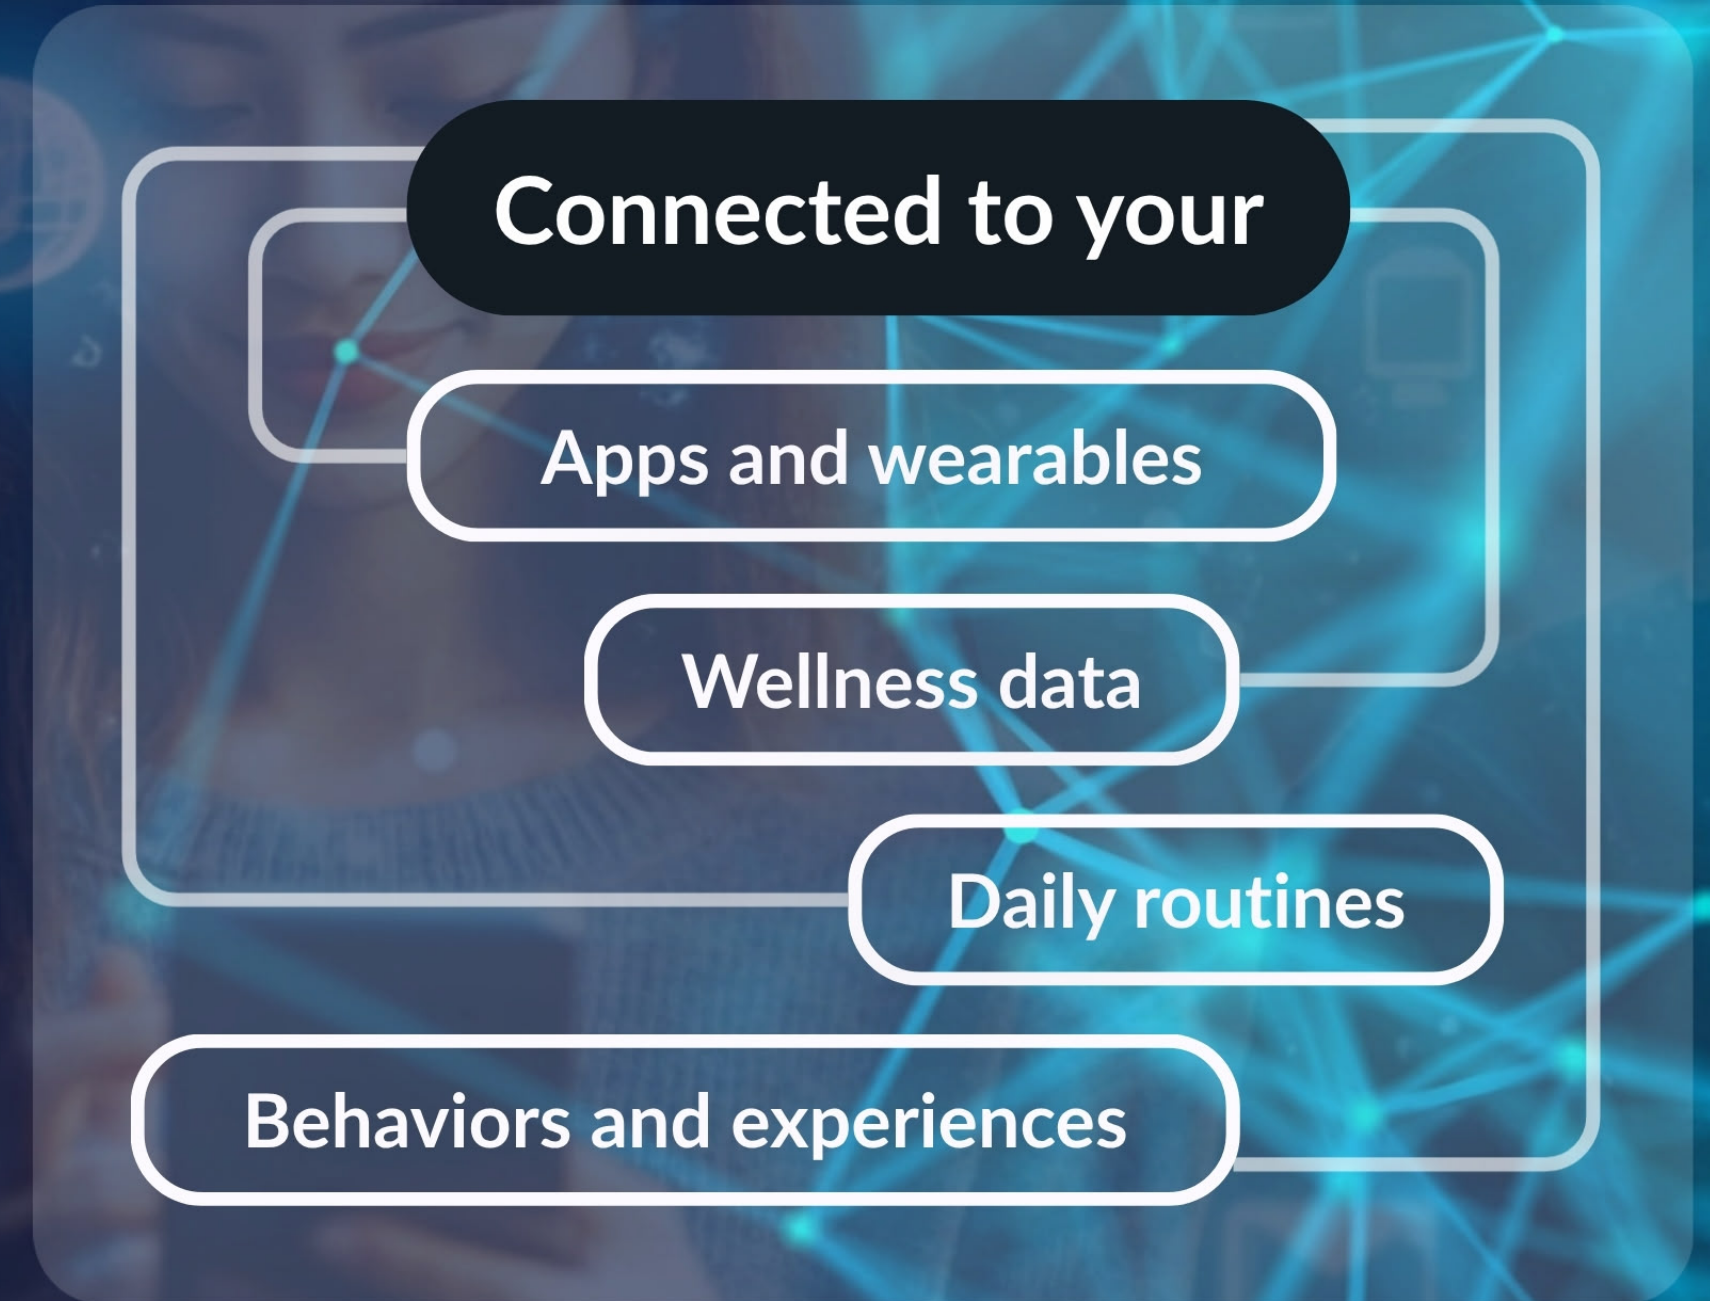 Connected to your
Apps and wearables
Wellness data
Daily routines
Behaviors and experiences